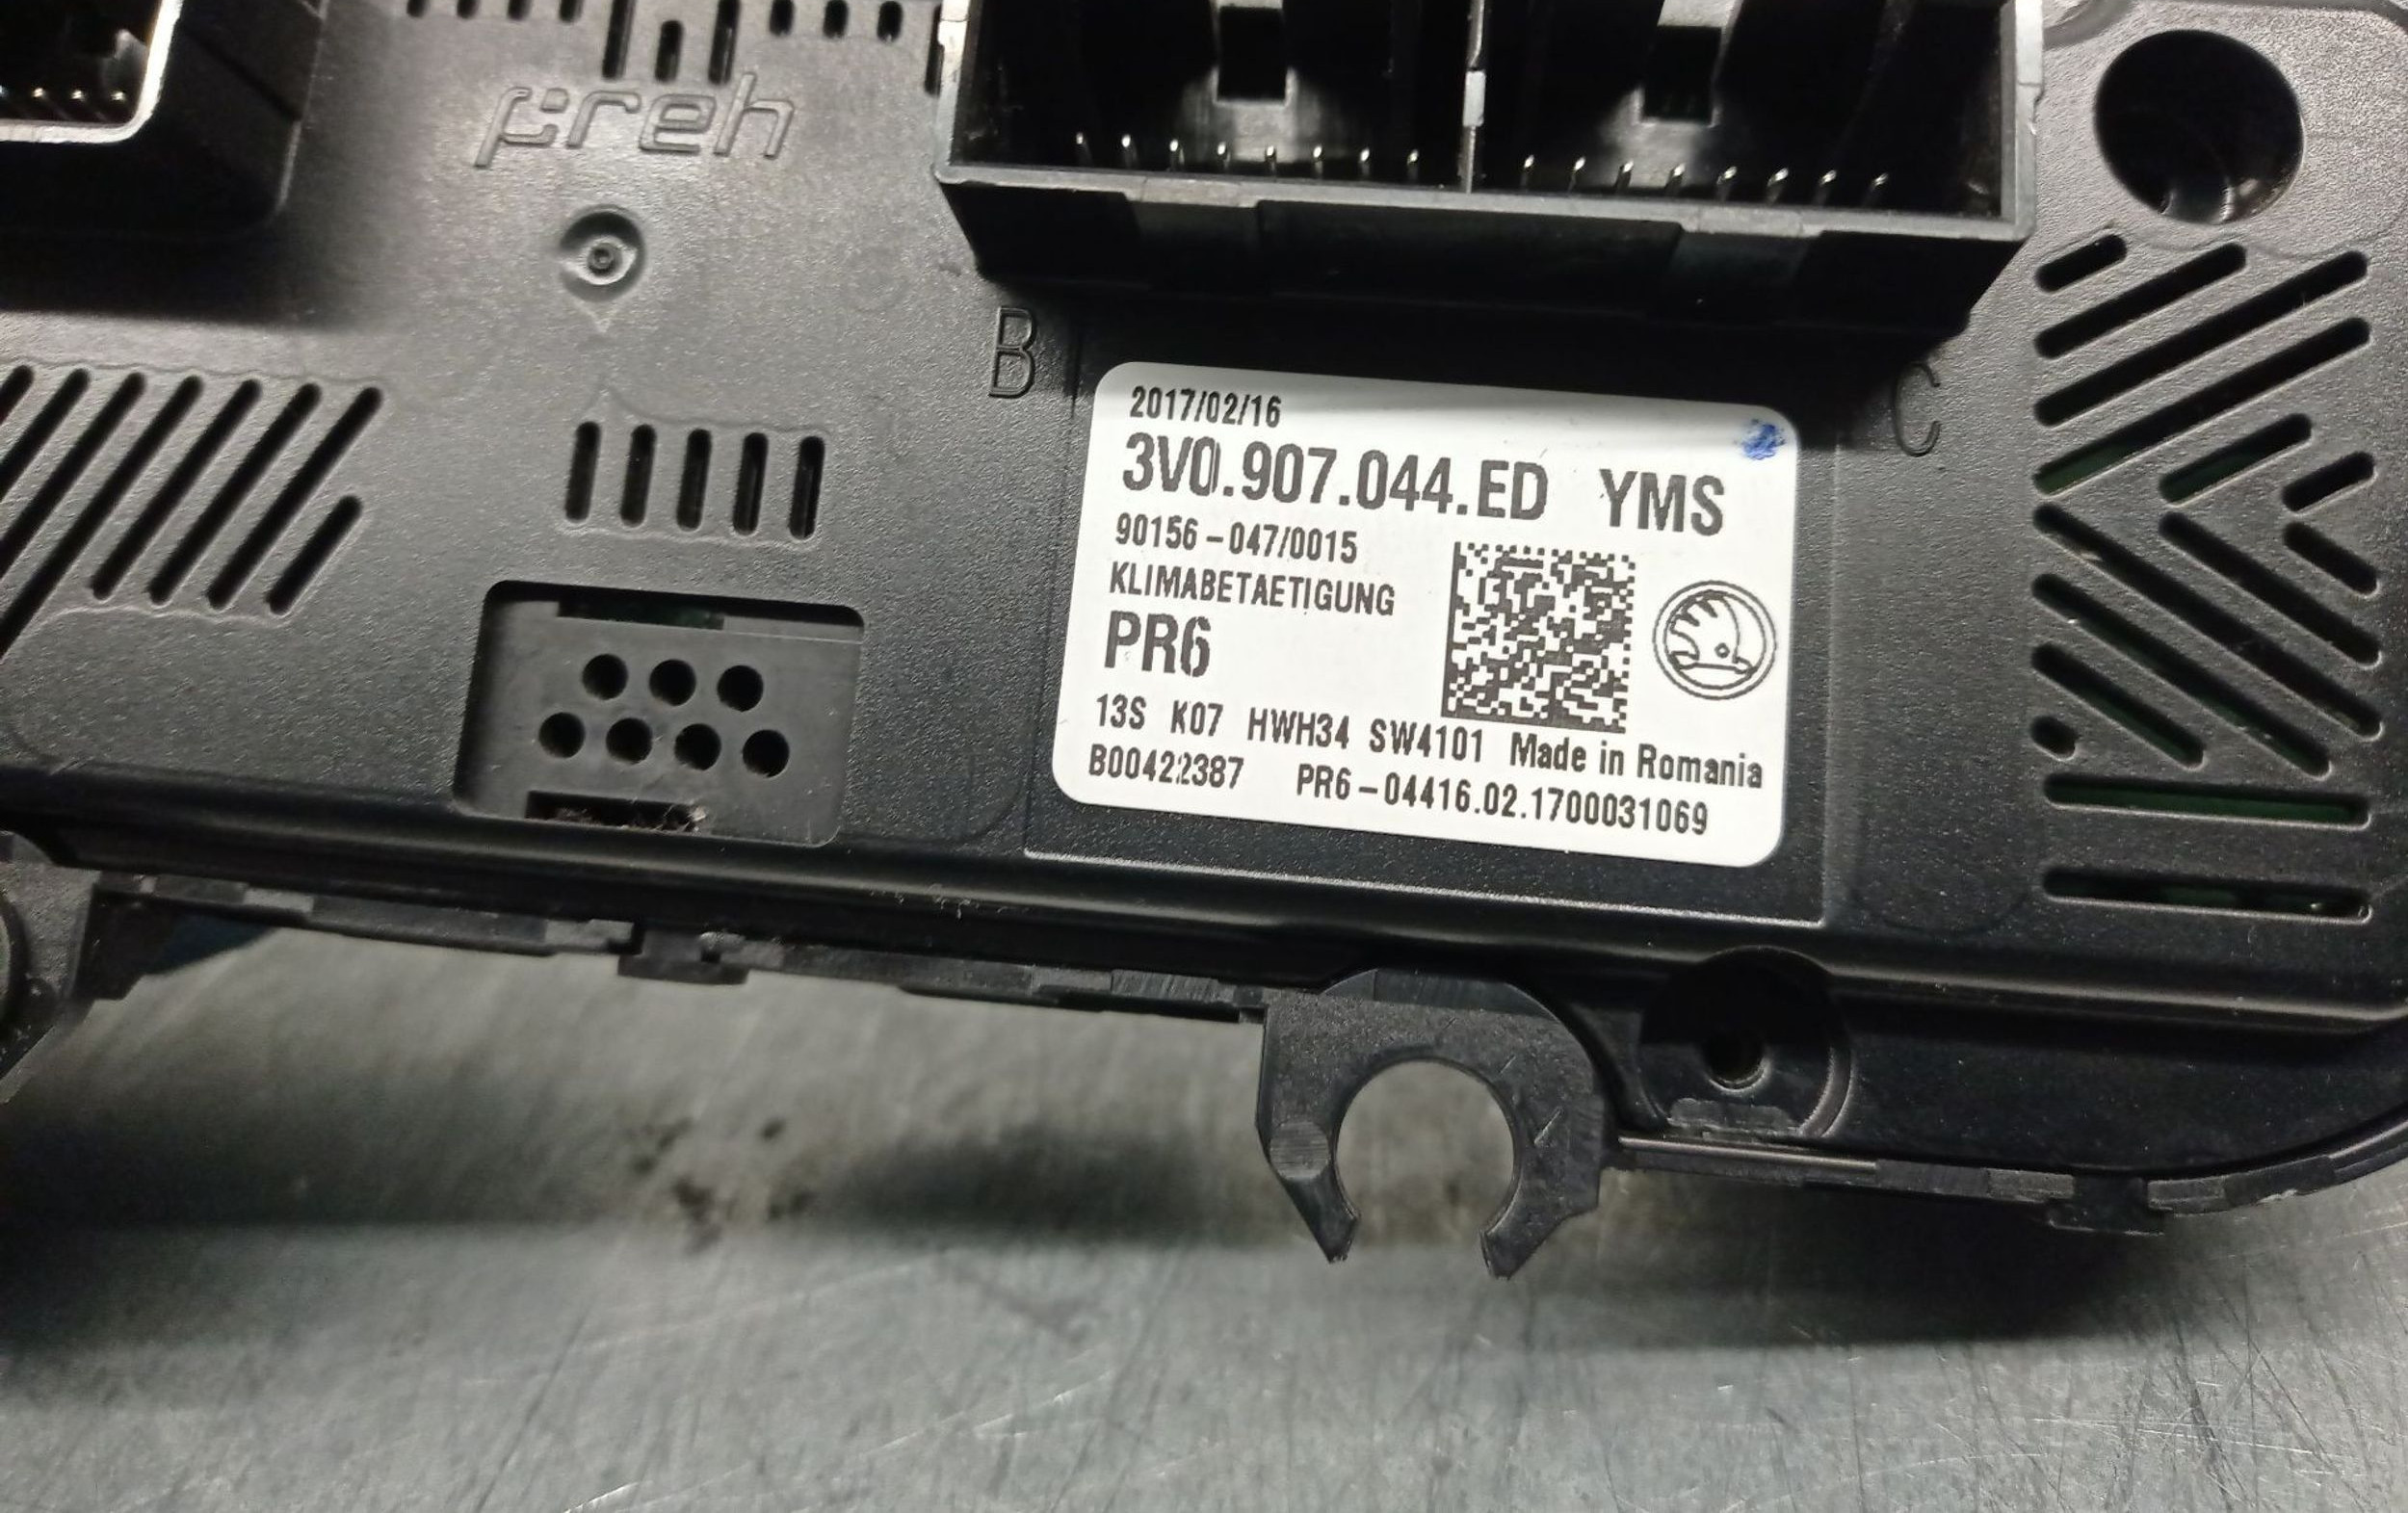 preh
B
C
2017/02/16
3V0.907.044.ED YMS
90156-047/0015
KLIMABETAETIGUNG
PR6
13S K07 HWH34 SW4101 Made in Romania
B00422387 PR6-04416.02.1700031069